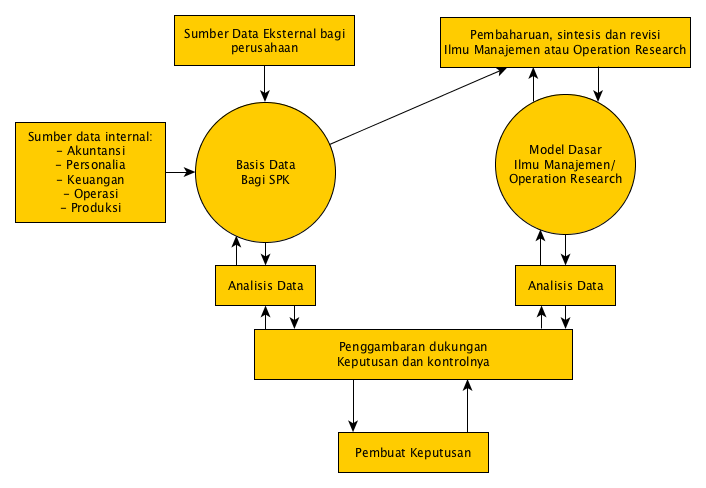 Sumber Data Eksternal bagi
perusahaan
Pembaharuan, sintesis dan revisi
Ilmu Manajemen atau Operation Research
Sumber data internal:
– Akuntansi
– Personalia
– Keuangan
– Operasi
– Produksi
Basis Data
Bagi SPK
Model Dasar
Ilmu Manajemen/
Operation Research
Analisis Data
Analisis Data
Penggambaran dukungan
Keputusan dan kontrolnya
Pembuat Keputusan